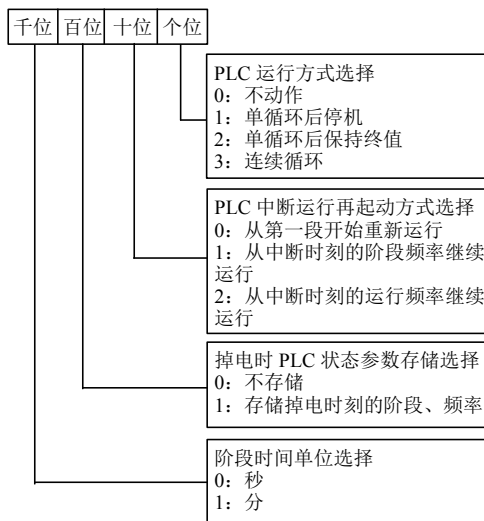 千位 百位 十位 个位
PLC 运行方式选择
0：不动作
1：单循环后停机
2：单循环后保持终值
3：连续循环
PLC 中断运行再起动方式选择
0：从第一段开始重新运行
1：从中断时刻的阶段频率继续
运行
2：从中断时刻的运行频率继续
运行
掉电时 PLC 状态参数存储选择
0：不存储
1：存储掉电时刻的阶段、频率
阶段时间单位选择
0：秒
1：分